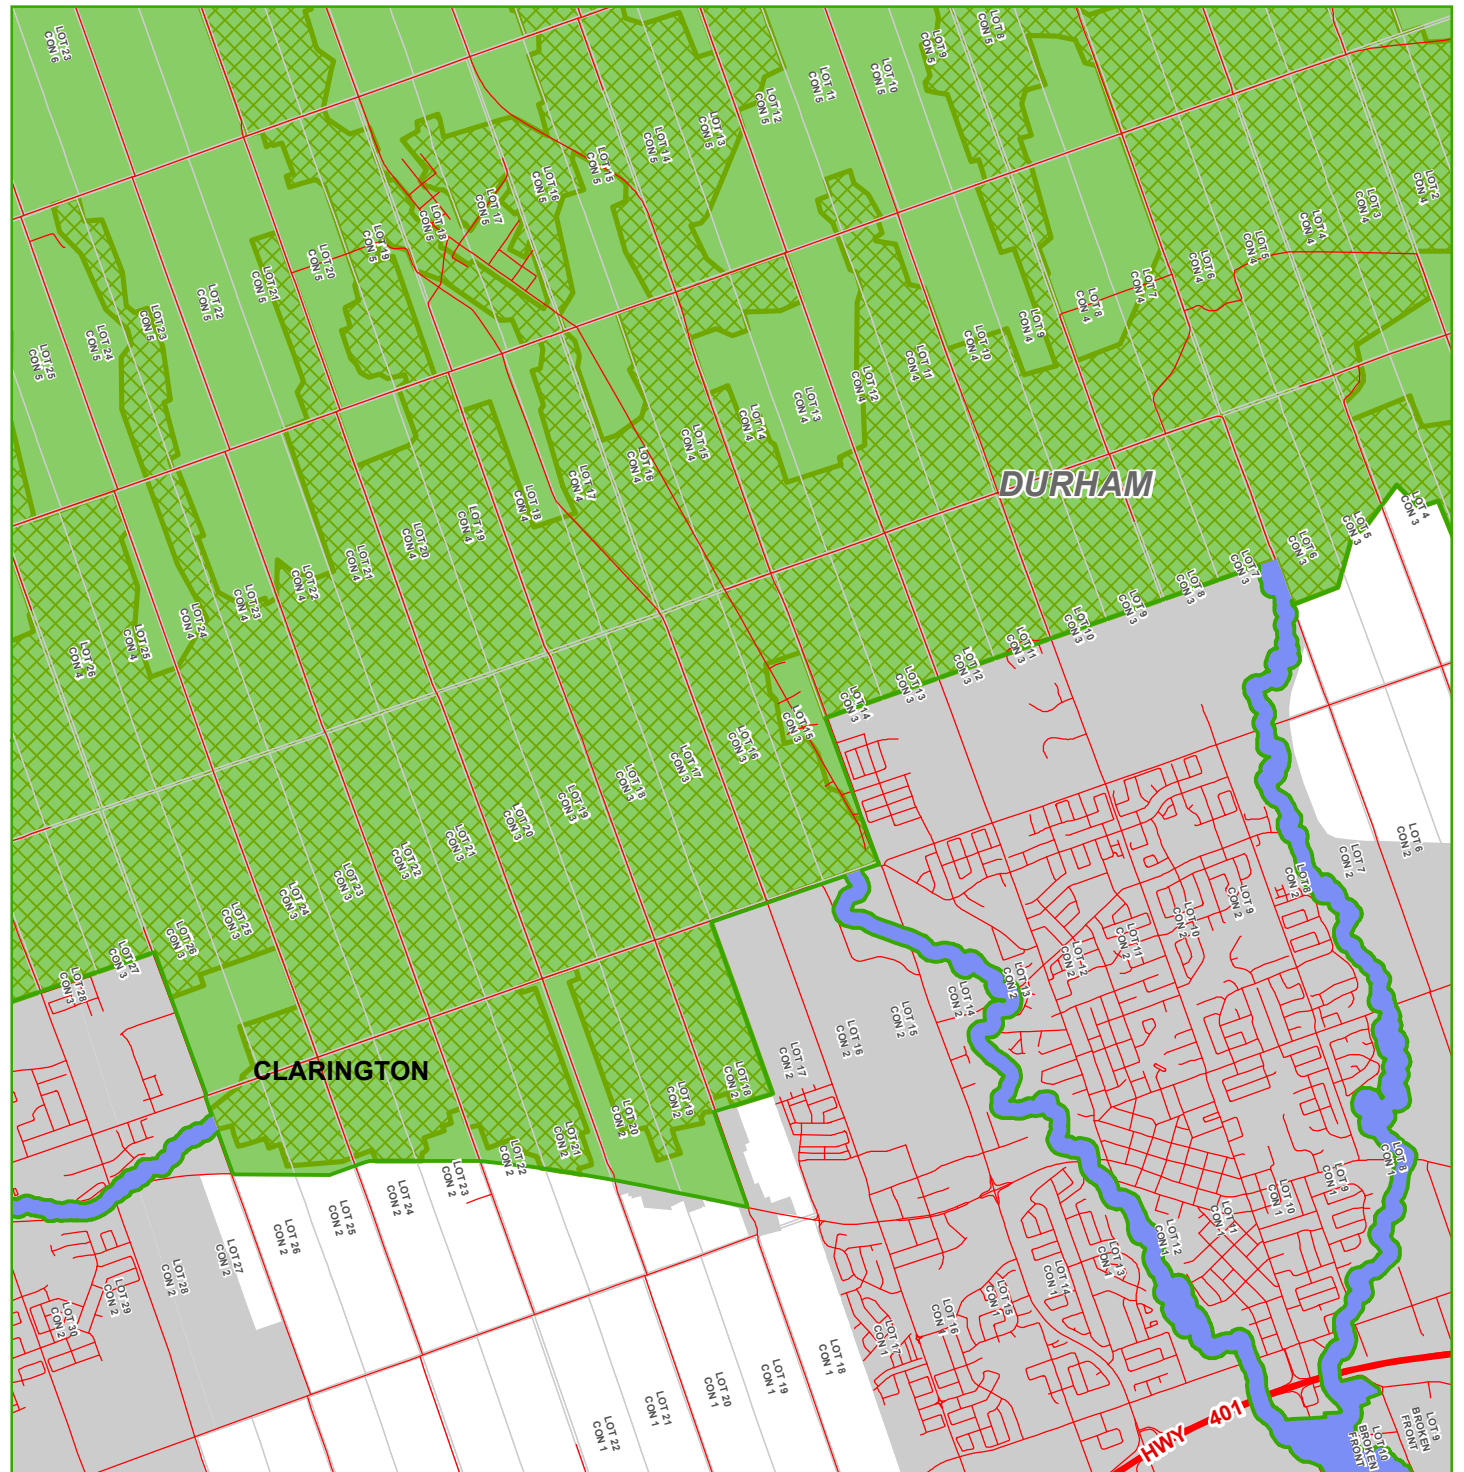 LOT 23
CON 6
LOT 8
CON 5
LOT 9
CON 5
LOT 10
CON 5
LOT 11
CON 5
LOT 12
CON 5
LOT 13
CON 5
LOT 14
CON 5
LOT 15
CON 5
LOT 16
CON 5
LOT 17
CON 5
LOT 18
CON 5
LOT 19
CON 5
LOT 20
CON 5
LOT 21
CON 5
LOT 22
CON 5
LOT 23
CON 5
LOT 24
CON 5
LOT 25
CON 5
LOT 2
CON 4
LOT 3
CON 4
LOT 4
CON 4
LOT 5
CON 4
LOT 6
CON 4
LOT 7
CON 4
LOT 8
CON 4
LOT 9
CON 4
LOT 10
CON 4
LOT 11
CON 4
LOT 12
CON 4
LOT 13
CON 4
LOT 14
CON 4
LOT 15
CON 4
LOT 16
CON 4
LOT 17
CON 4
LOT 18
CON 4
LOT 19
CON 4
LOT 20
CON 4
LOT 21
CON 4
LOT 22
CON 4
LOT 23
CON 4
LOT 24
CON 4
LOT 25
CON 4
LOT 26
CON 4
DURHAM
LOT 4
CON 3
LOT 5
CON 3
LOT 6
CON 3
LOT 7
CON 3
LOT 8
CON 3
LOT 9
CON 3
LOT 10
CON 3
LOT 11
CON 3
LOT 12
CON 3
LOT 13
CON 3
LOT 14
CON 3
LOT 15
CON 3
LOT 16
CON 3
LOT 17
CON 3
LOT 18
CON 3
LOT 19
CON 3
LOT 20
CON 3
LOT 21
CON 3
LOT 22
CON 3
LOT 23
CON 3
LOT 24
CON 3
LOT 25
CON 3
LOT 26
CON 3
LOT 27
CON 3
LOT 28
CON 3
LOT 6
CON 2
LOT 7
CON 2
LOT 8
CON 2
LOT 9
CON 2
LOT 10
CON 2
LOT 11
CON 2
LOT 12
CON 2
LOT 13
CON 2
LOT 14
CON 2
LOT 15
CON 2
LOT 16
CON 2
LOT 17
CON 2
LOT 18
CON 2
LOT 19
CON 2
LOT 20
CON 2
LOT 21
CON 2
LOT 22
CON 2
LOT 23
CON 2
LOT 24
CON 2
LOT 25
CON 2
LOT 26
CON 2
LOT 27
CON 2
LOT 28
CON 2
LOT 29
CON 2
LOT 30
CON 2
CLARINGTON
LOT 8
CON 1
LOT 9
CON 1
LOT 10
CON 1
LOT 11
CON 1
LOT 12
CON 1
LOT 13
CON 1
LOT 14
CON 1
LOT 15
CON 1
LOT 16
CON 1
LOT 17
CON 1
LOT 18
CON 1
LOT 19
CON 1
LOT 20
CON 1
LOT 21
CON 1
LOT 22
CON 1
HWY 401
LOT 9
BROKEN
FRONT
LOT 10
BROKEN
FRONT